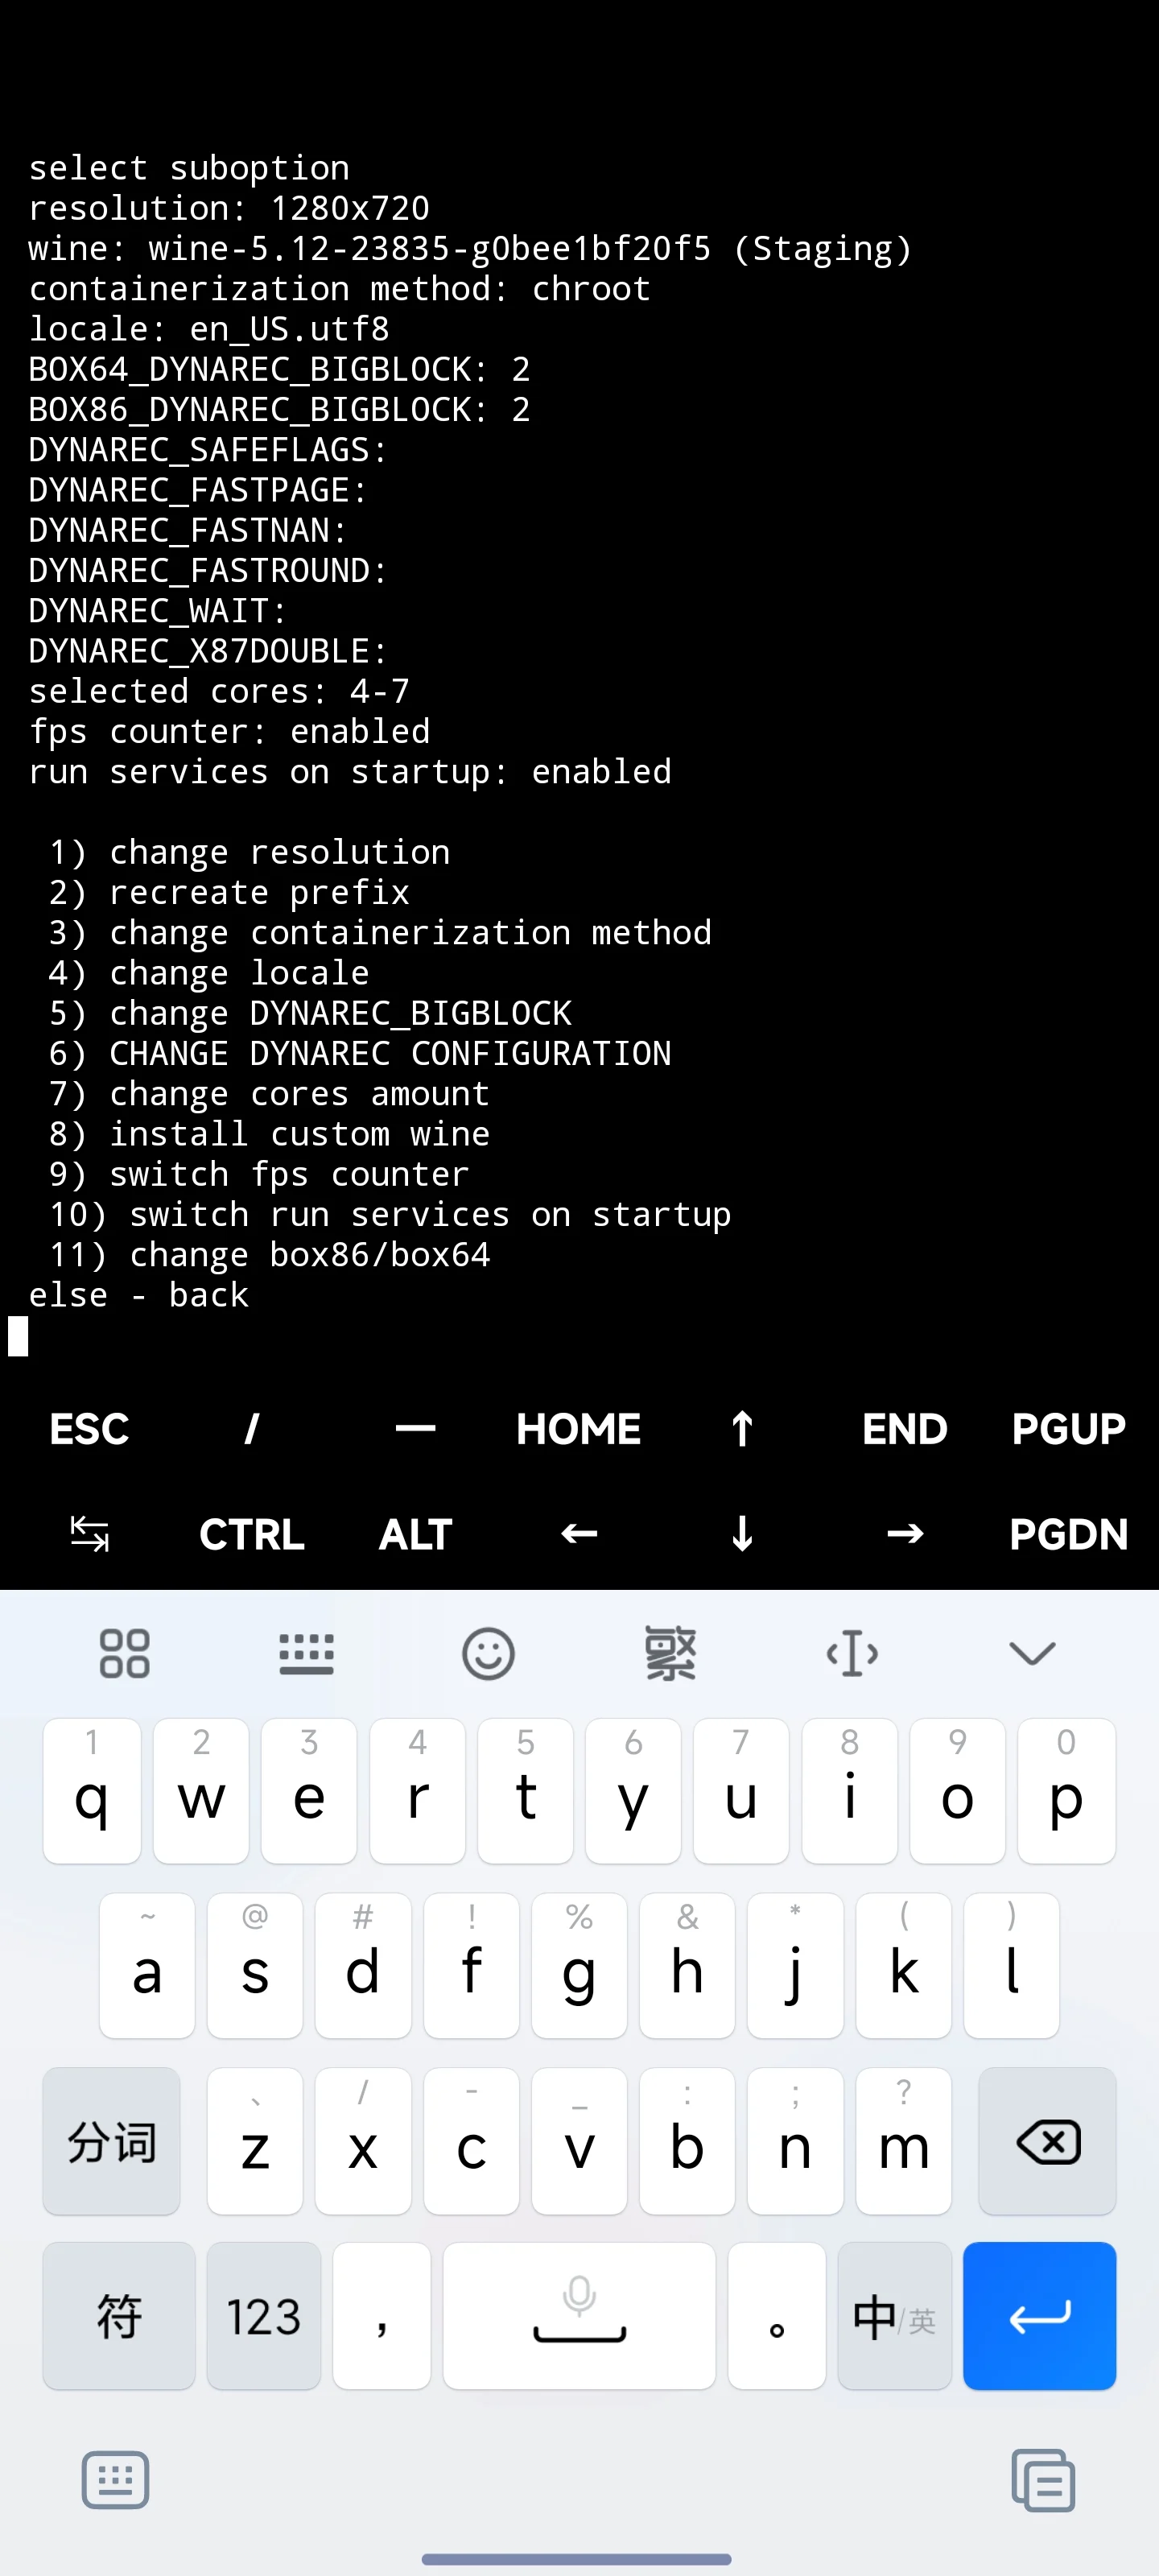 select suboption
resolution: 1280x720
wine: wine-5.12-23835-g0bee1bf20f5 (Staging)
containerization method: chroot
locale: en_US.utf8
BOX64_DYNAREC_BIGBLOCK: 2
BOX86_DYNAREC_BIGBLOCK: 2
DYNAREC_SAFEFLAGS:
DYNAREC_FASTPAGE:
DYNAREC_FASTNAN:
DYNAREC_FASTROUND:
DYNAREC_WAIT:
DYNAREC_X87DOUBLE:
selected cores: 4-7
fps counter: enabled
run services on startup: enabled
1) change resolution
2) recreate prefix
3) change containerization method
4) change locale
5) change DYNAREC_BIGBLOCK
6) CHANGE DYNAREC CONFIGURATION
7) change cores amount
8) install custom wine
9) switch fps counter
10) switch run services on startup
11) change box86/box64
else - back
ESC / — HOME ↑ END PGUP
↹ CTRL ALT ← ↓ → PGDN
繁
1 2 3 4 5 6 7 8 9 0
q w e r t y u i o p
~ @ # ! % & * ( )
a s d f g h j k l
、 / - _ : ; ?
分词 z x c v b n m
符 123 , 。 中/英